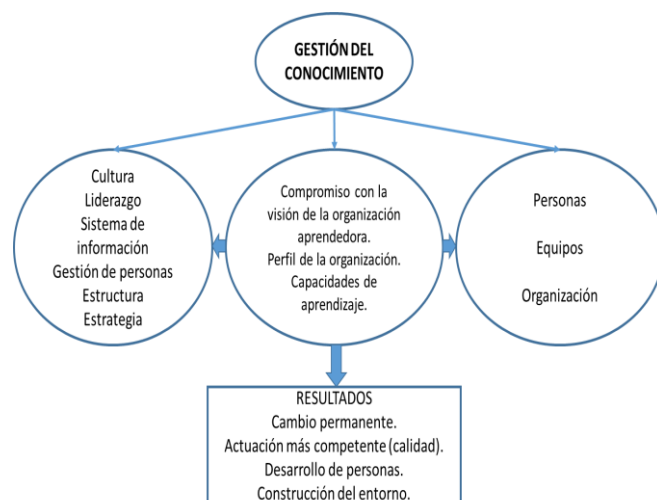 GESTIÓN DEL
CONOCIMIENTO
Cultura
Liderazgo
Sistema de
información
Gestión de personas
Estructura
Estrategia
Compromiso con la
visión de la organización
aprendedora.
Perfil de la organización.
Capacidades de
aprendizaje.
Personas
Equipos
Organización
RESULTADOS
Cambio permanente.
Actuación más competente (calidad).
Desarrollo de personas.
Construcción del entorno.